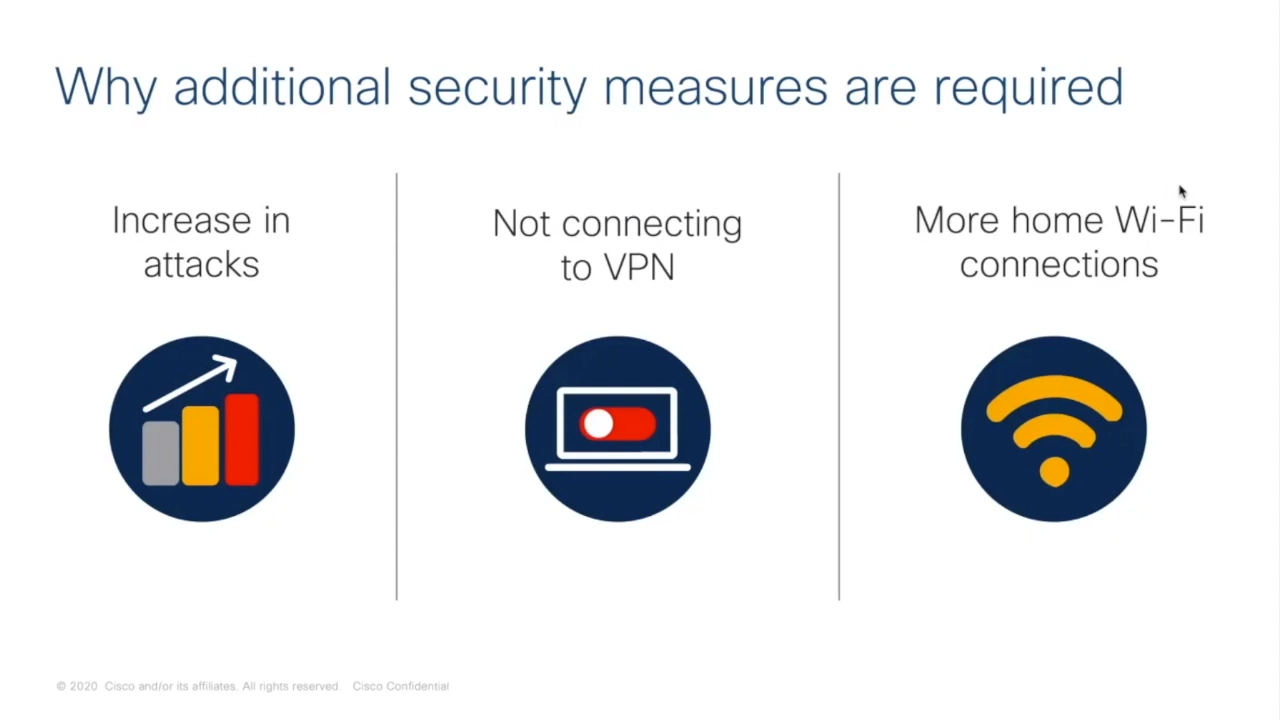 Why additional security measures are required
Increase in
attacks
Not connecting
to VPN
More home Wi-Fi
connections
© 2020 Cisco and/or its affiliates. All rights reserved. Cisco Confidential